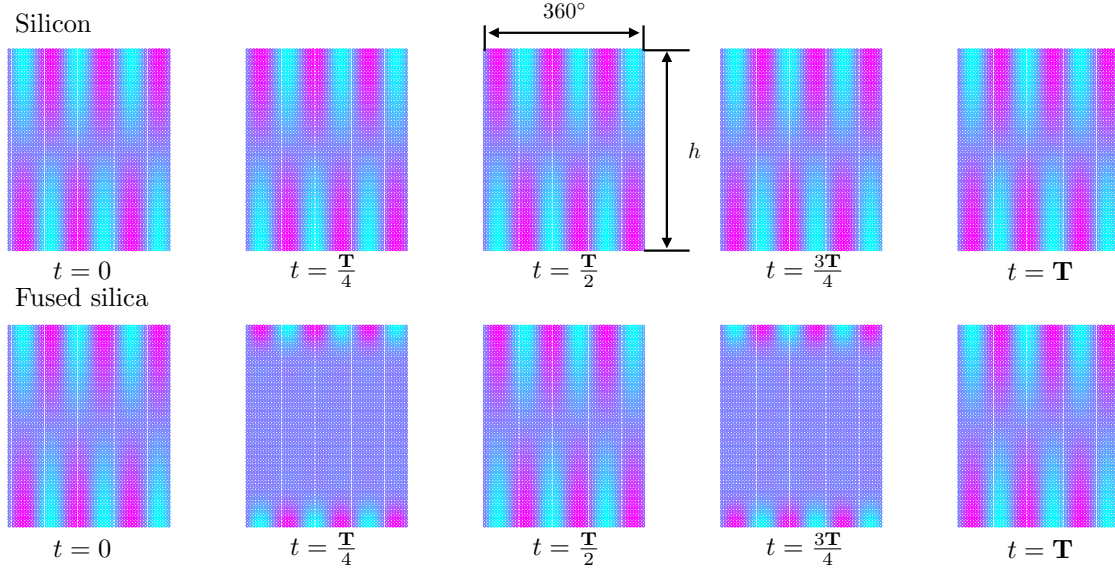 Silicon
360°
h
t = 0
t = T/4
t = T/2
t = 3T/4
t = T
Fused silica
t = 0
t = T/4
t = T/2
t = 3T/4
t = T